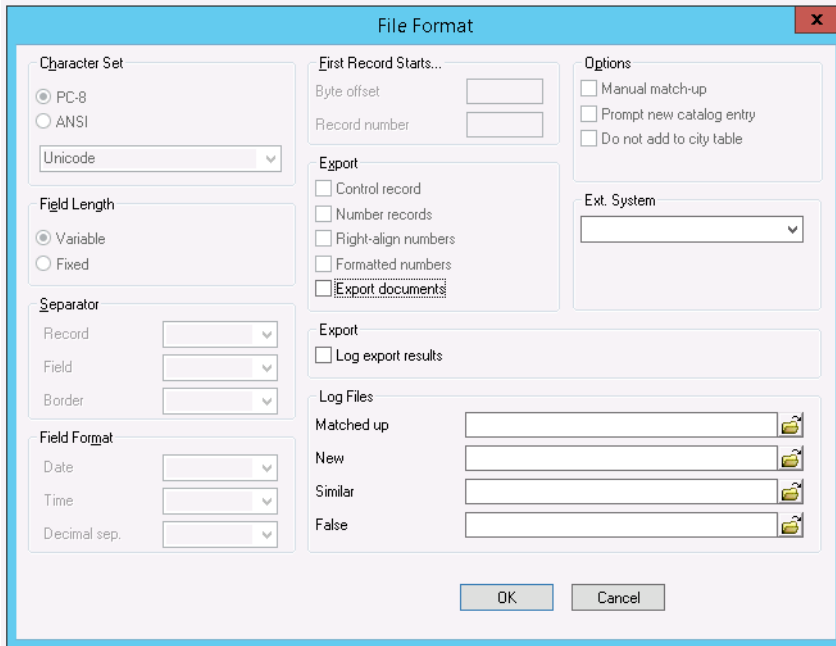 File Format
x
Character Set
PC-8
ANSI
Unicode
Field Length
Variable
Fixed
Separator
Record
Field
Border
Field Format
Date
Time
Decimal sep.
First Record Starts...
Byte offset
Record number
Export
Control record
Number records
Right-align numbers
Formatted numbers
Export documents
Options
Manual match-up
Prompt new catalog entry
Do not add to city table
Ext. System
Export
Log export results
Log Files
Matched up
New
Similar
False
OK
Cancel